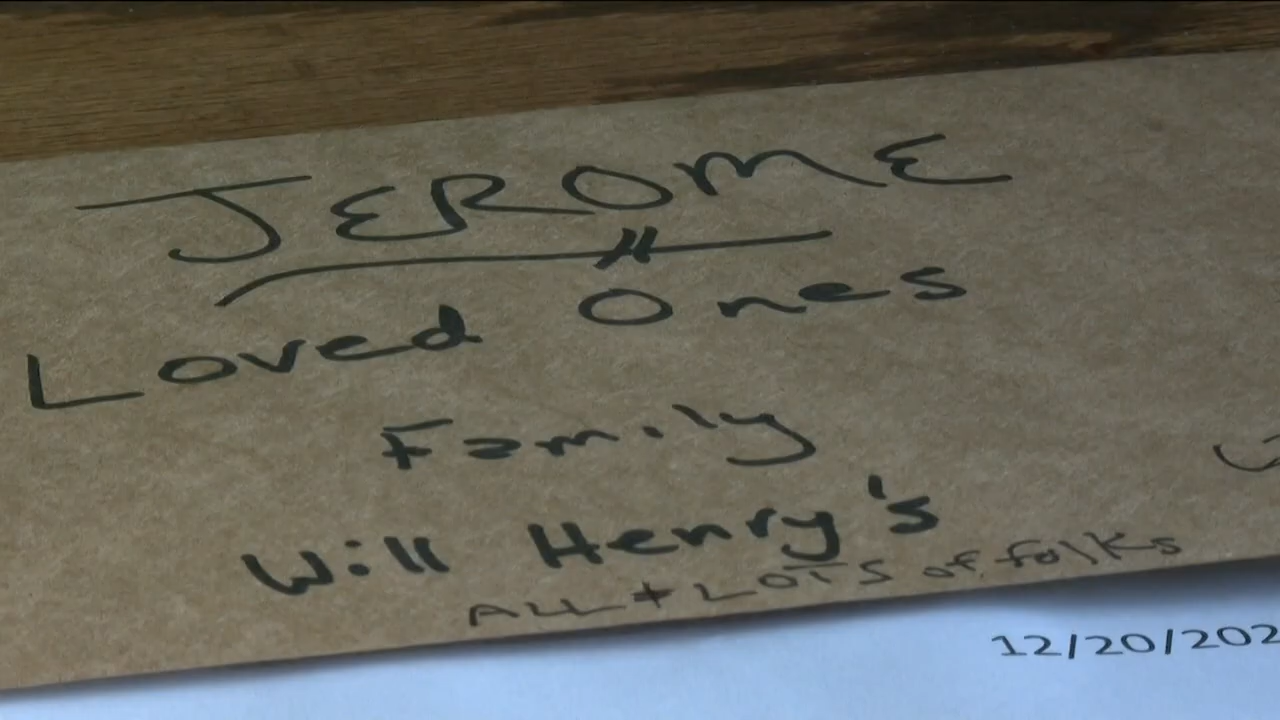 JEROME
Loved Ones
Family
Will Henry's
ALL + LOTS of folks
12/20/202